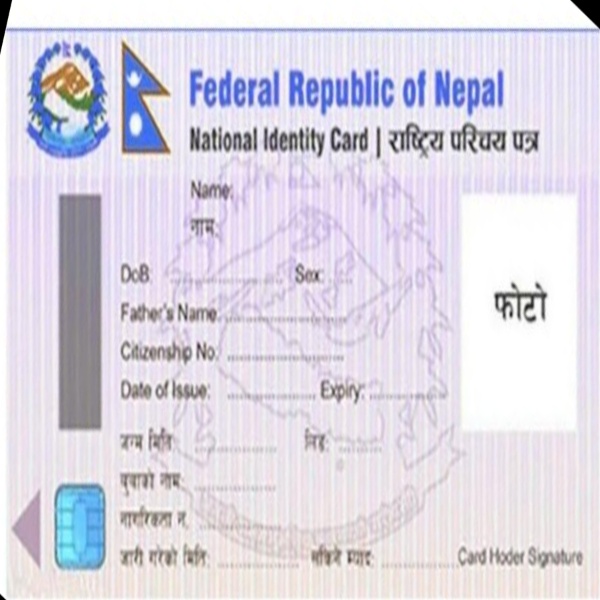 Federal Republic of Nepal
National Identity Card | राष्ट्रिय परिचय पत्र
Name:
नाम:
फोटो
DoB: .................... Sex: ........
Father's Name: ....................
Citizenship No: ....................
Date of Issue: ................ Expiry: ................
जन्म मिति: ................ लिङ्ग: ........
बुवाको नाम: ....................
नागरिकता न. ....................
जारी गरेको मिति: ................ सकिने म्याद: ................ Card Hoder Signature